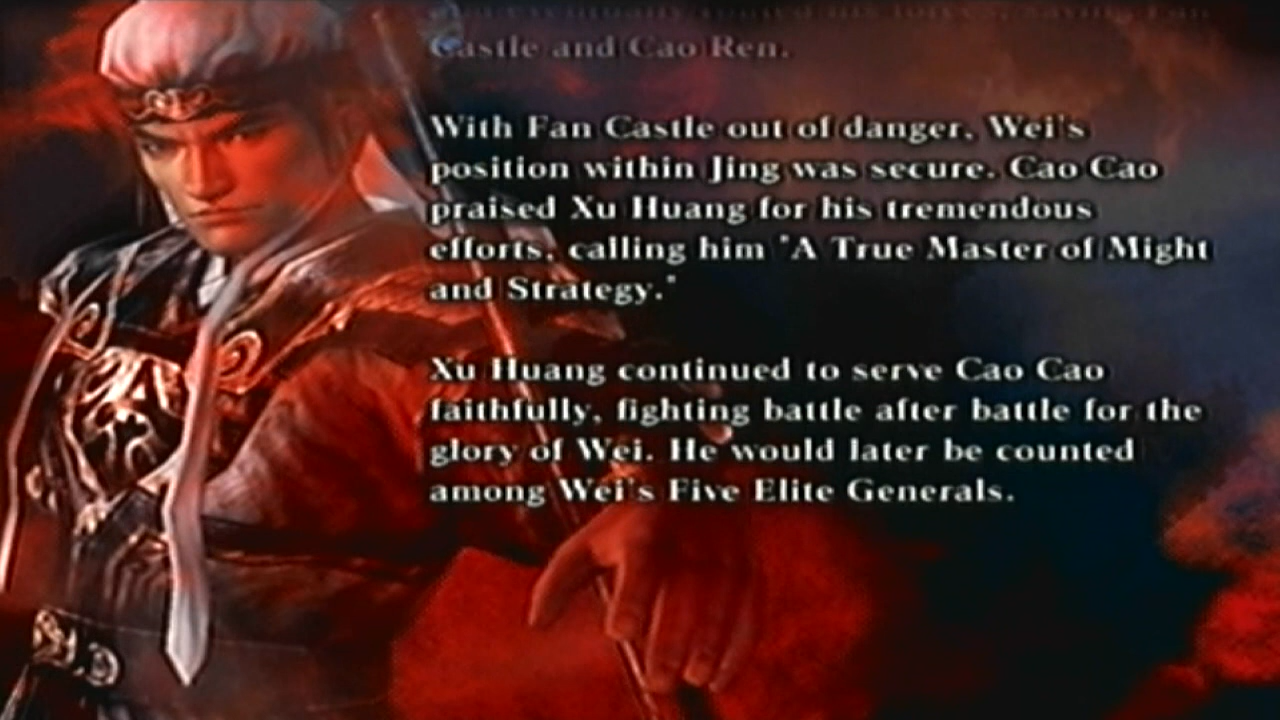 Castle and Cao Ren.
With Fan Castle out of danger, Wei's
position within Jing was secure. Cao Cao
praised Xu Huang for his tremendous
efforts, calling him "A True Master of Might
and Strategy."
Xu Huang continued to serve Cao Cao
faithfully, fighting battle after battle for the
glory of Wei. He would later be counted
among Wei's Five Elite Generals.